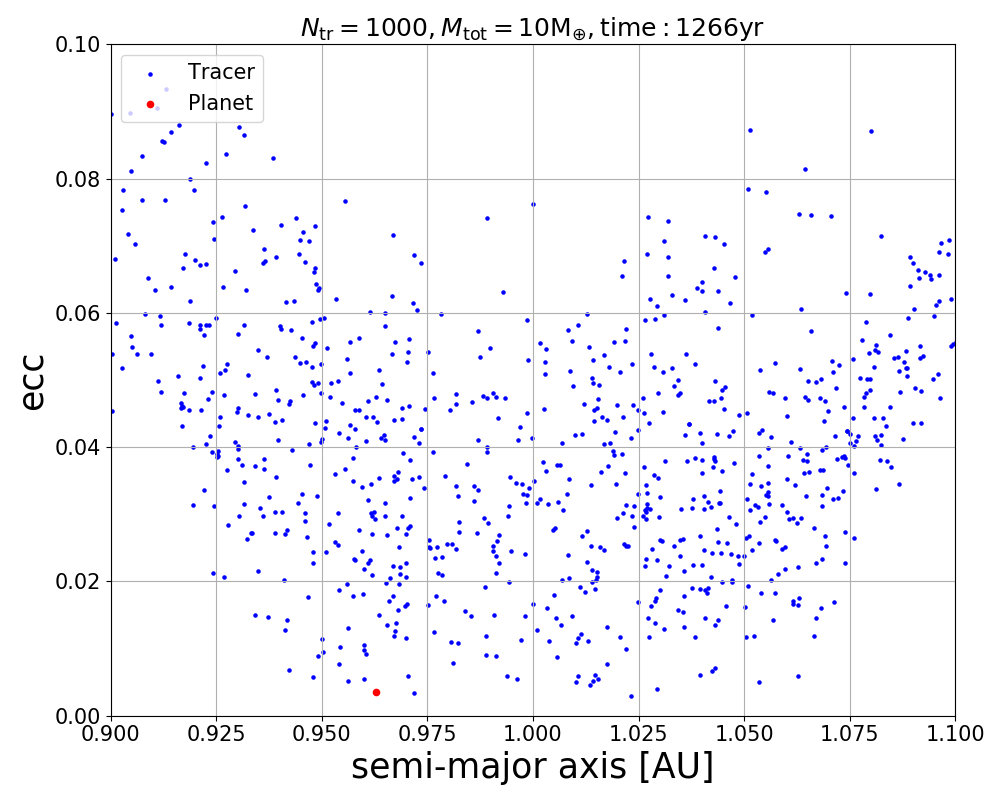 N_tr = 1000, M_tot = 10M_⊕, time : 1266yr
Tracer
Planet
0.10
0.08
0.06
0.04
0.02
0.00
ecc
0.900 0.925 0.950 0.975 1.000 1.025 1.050 1.075 1.100
semi-major axis [AU]